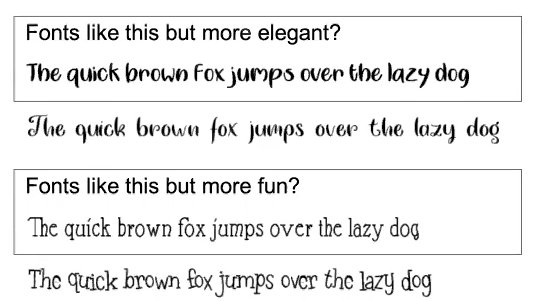 Fonts like this but more elegant?
The quick brown fox jumps over the lazy dog
The quick brown fox jumps over the lazy dog
Fonts like this but more fun?
The quick brown fox jumps over the lazy dog
The quick brown fox jumps over the lazy dog